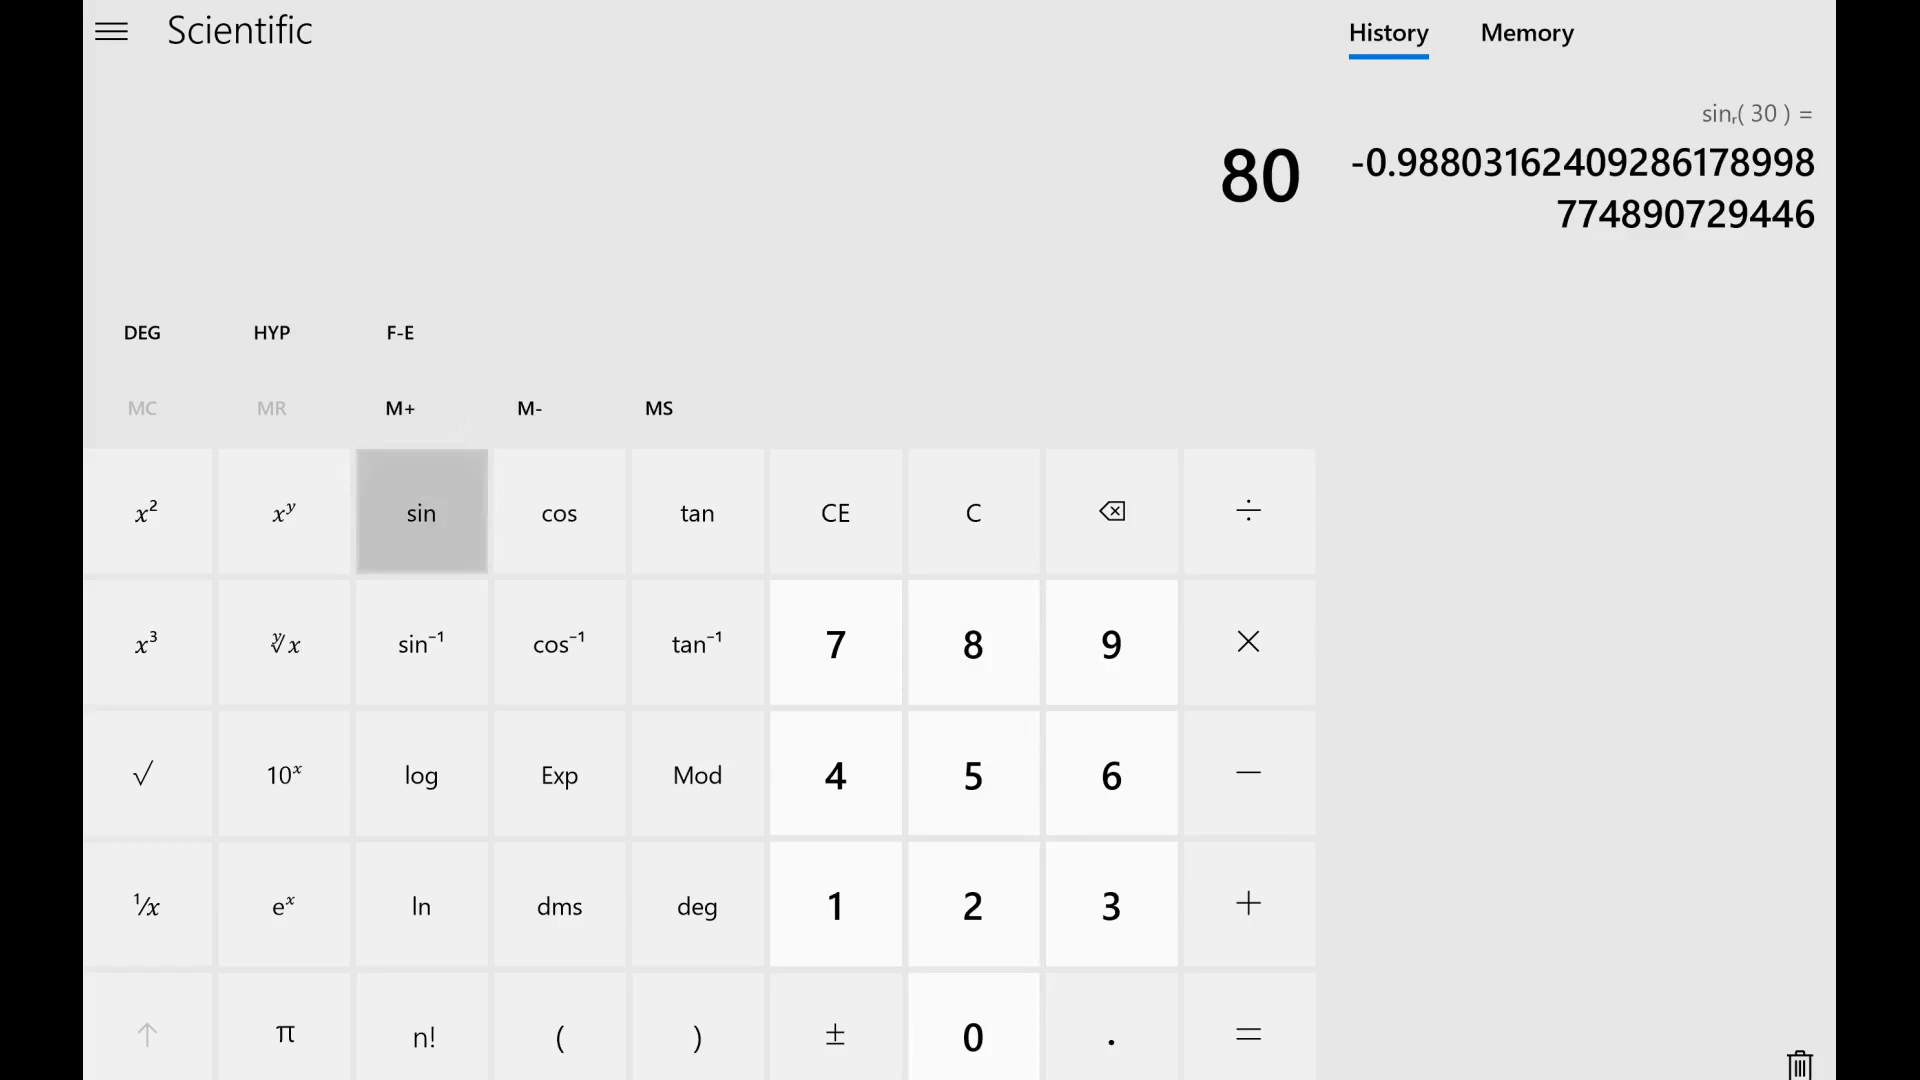 Scientific
History Memory
sinᵣ( 30 ) =
80
-0.98803162409286178998
774890729446
DEG HYP F-E
MC MR M+ M- MS
x² xʸ sin cos tan CE C ÷
x³ ʸ√x sin⁻¹ cos⁻¹ tan⁻¹ 7 8 9 ×
√ 10ˣ log Exp Mod 4 5 6 −
¹/x eˣ ln dms deg 1 2 3 +
↑ π n! ( ) ± 0 . =